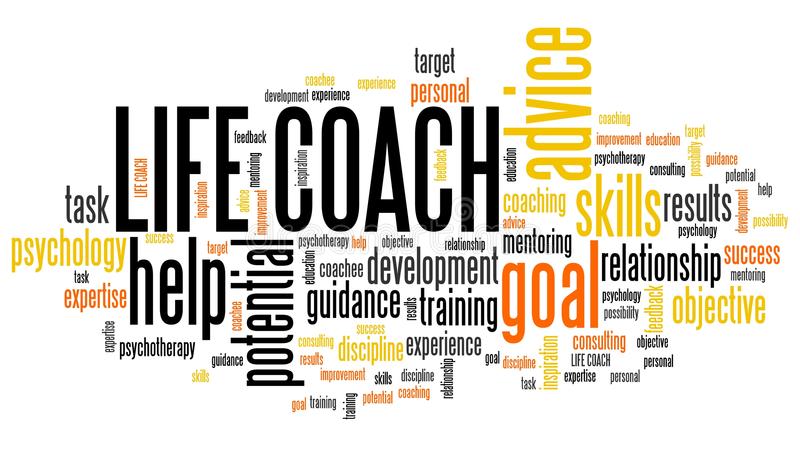 advice
target
coachee
experience
development
experience
personal
LIFE COACH
feedback
mentoring
inspiration
feedback
education
coaching
improvement
education
target
psychotherapy
consulting
possibility
guidance
potential
help
LIFE COACH
inspiration
advice
improvement
coaching
advice
skills
results
psychology
development
possibility
task
psychology
success
target
help
potential
psychotherapy
help
objective
relationship
mentoring
education
coachee
development
goal
relationship
success
mentoring
task
expertise
coachee
guidance
results
training
psychology
possibility
feedback
objective
expertise
psychotherapy
guidance
skills
success
consulting
discipline
experience
results
improvement
skills
discipline
relationship
goal
discipline
inspiration
consulting
objective
LIFE COACH
personal
expertise
personal
task
goal
training
training
potential
coaching